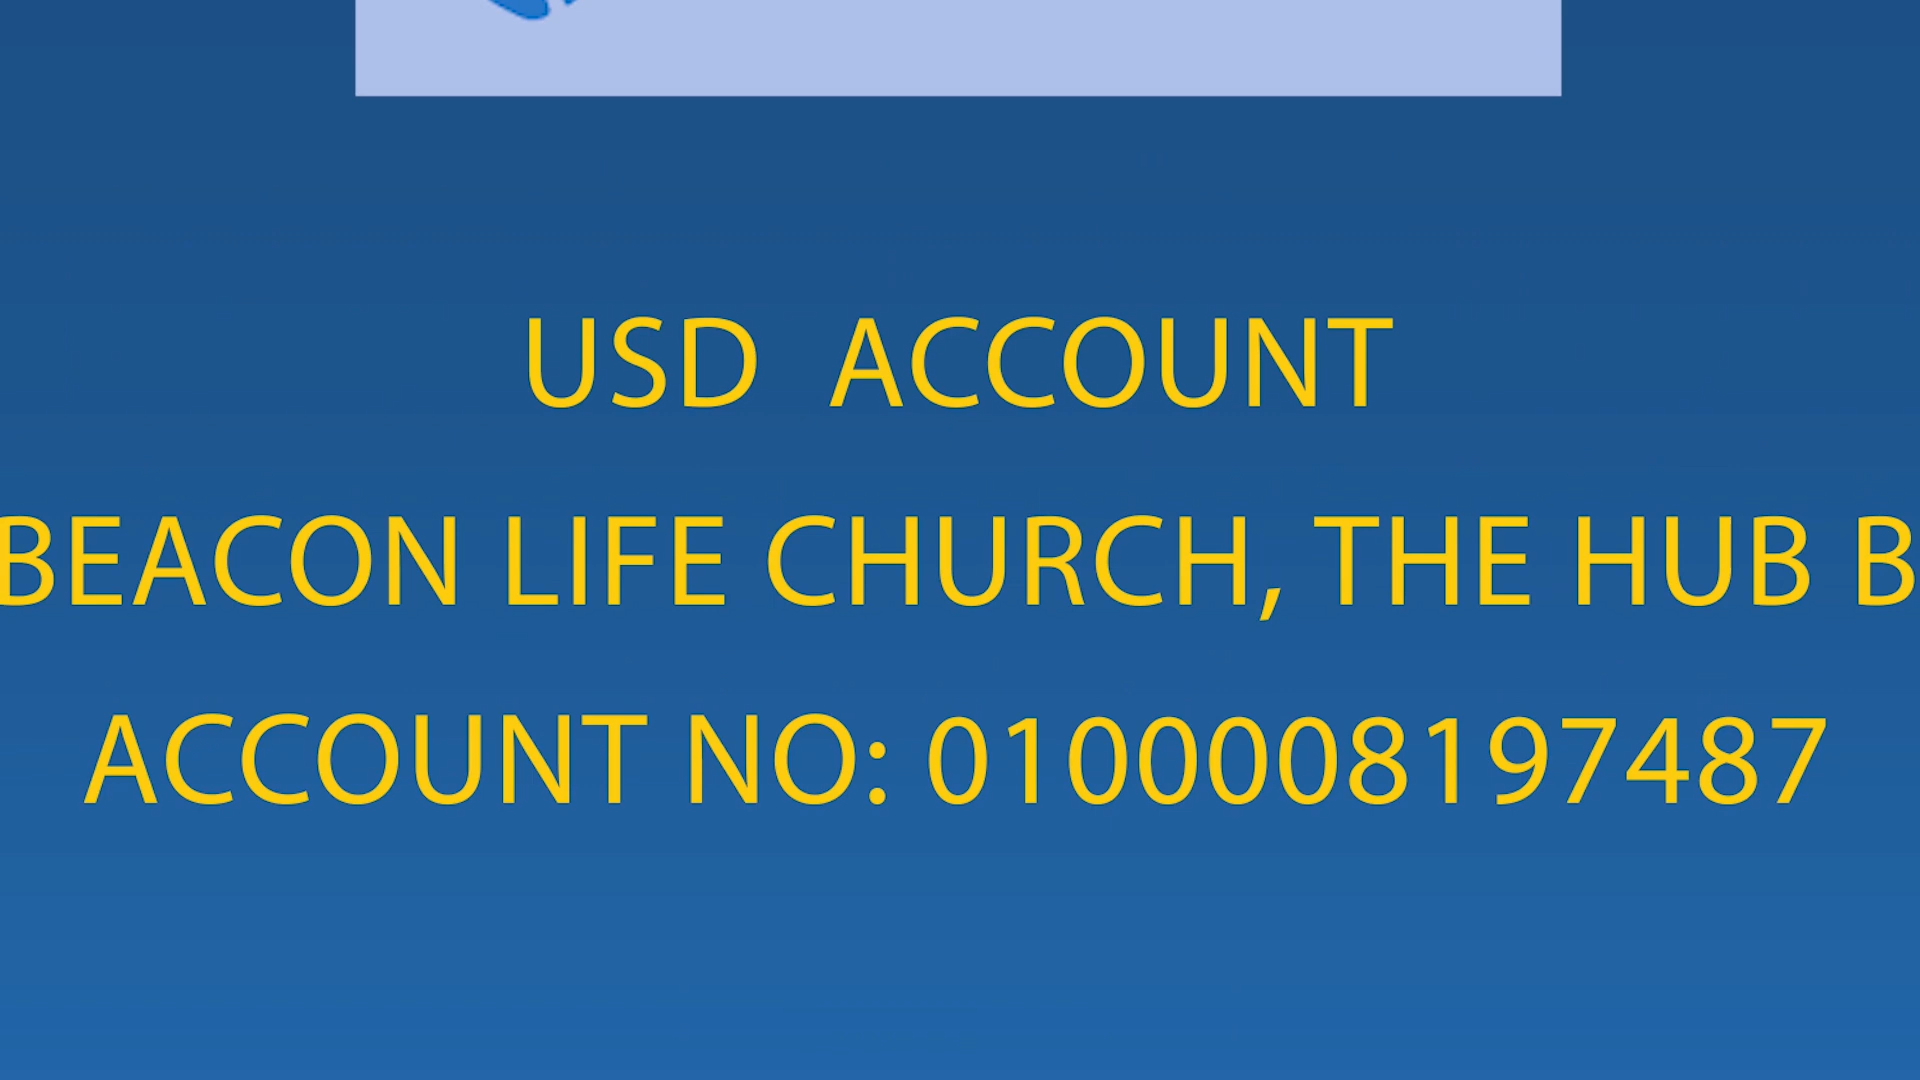 USD ACCOUNT
BEACON LIFE CHURCH, THE HUB B
ACCOUNT NO: 0100008197487